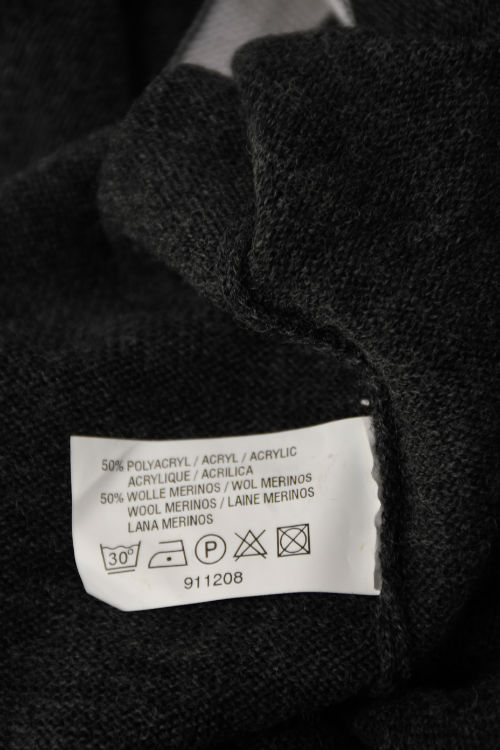 50% POLYACRYL / ACRYL / ACRYLIC
ACRYLIQUE / ACRILICA
50% WOLLE MERINOS / WOL MERINOS
WOOL MERINOS / LAINE MERINOS
LANA MERINOS
30° P
911208